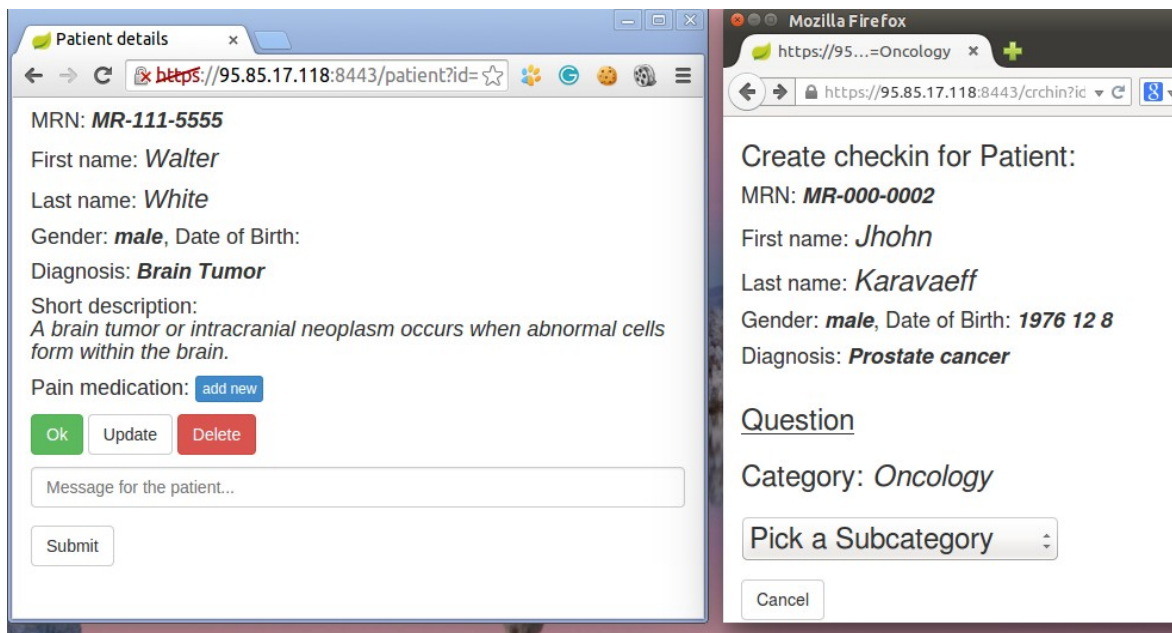 Patient details
https://95.85.17.118:8443/patient?id=
MRN: MR-111-5555
First name: Walter
Last name: White
Gender: male, Date of Birth:
Diagnosis: Brain Tumor
Short description:
A brain tumor or intracranial neoplasm occurs when abnormal cells
form within the brain.
Pain medication: add new
Ok Update Delete
Message for the patient...
Submit
Mozilla Firefox
https://95...=Oncology
https://95.85.17.118:8443/crchin?id
8
Create checkin for Patient:
MRN: MR-000-0002
First name: Jhohn
Last name: Karavaeff
Gender: male, Date of Birth: 1976 12 8
Diagnosis: Prostate cancer
Question
Category: Oncology
Pick a Subcategory
Cancel